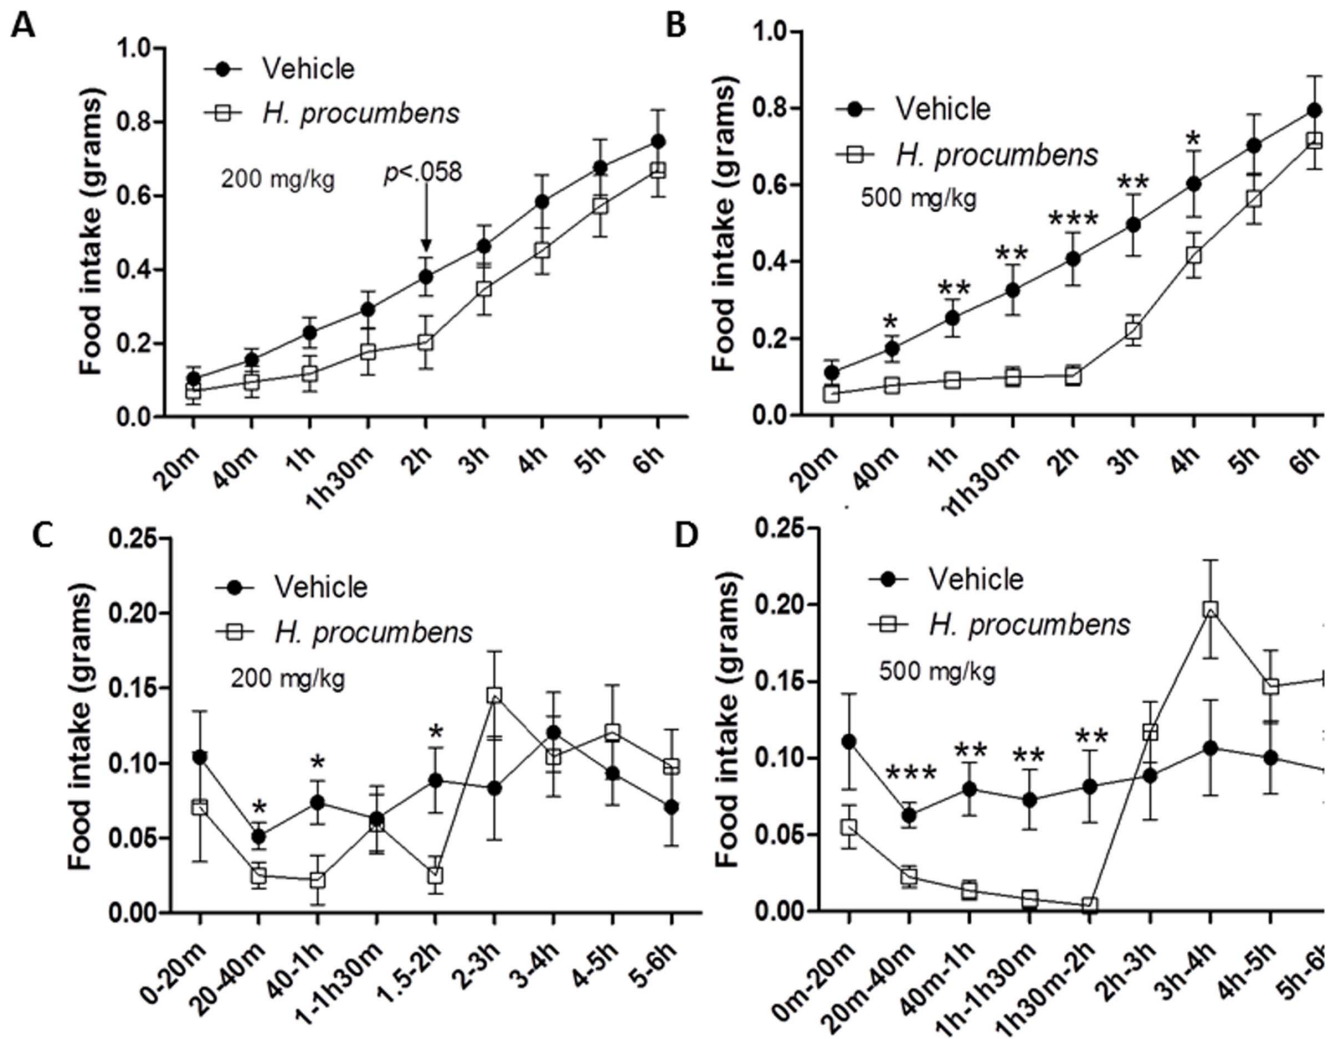 A
1.0
0.8
0.6
0.4
0.2
0.0
Food intake (grams)
Vehicle
H. procumbens
200 mg/kg
p<.058
20m
40m
1h
1h30m
2h
3h
4h
5h
6h
B
1.0
0.8
0.6
0.4
0.2
0.0
Food intake (grams)
Vehicle
H. procumbens
500 mg/kg
*
**
**
***
**
*
20m
40m
1h
1h30m
2h
3h
4h
5h
6h
C
0.25
0.20
0.15
0.10
0.05
0.00
Food intake (grams)
Vehicle
H. procumbens
200 mg/kg
*
*
*
0-20m
20-40m
40-1h
1-1h30m
1.5-2h
2-3h
3-4h
4-5h
5-6h
D
0.25
0.20
0.15
0.10
0.05
0.00
Food intake (grams)
Vehicle
H. procumbens
500 mg/kg
***
**
**
**
0m-20m
20m-40m
40m-1h
1h-1h30m
1h30m-2h
2h-3h
3h-4h
4h-5h